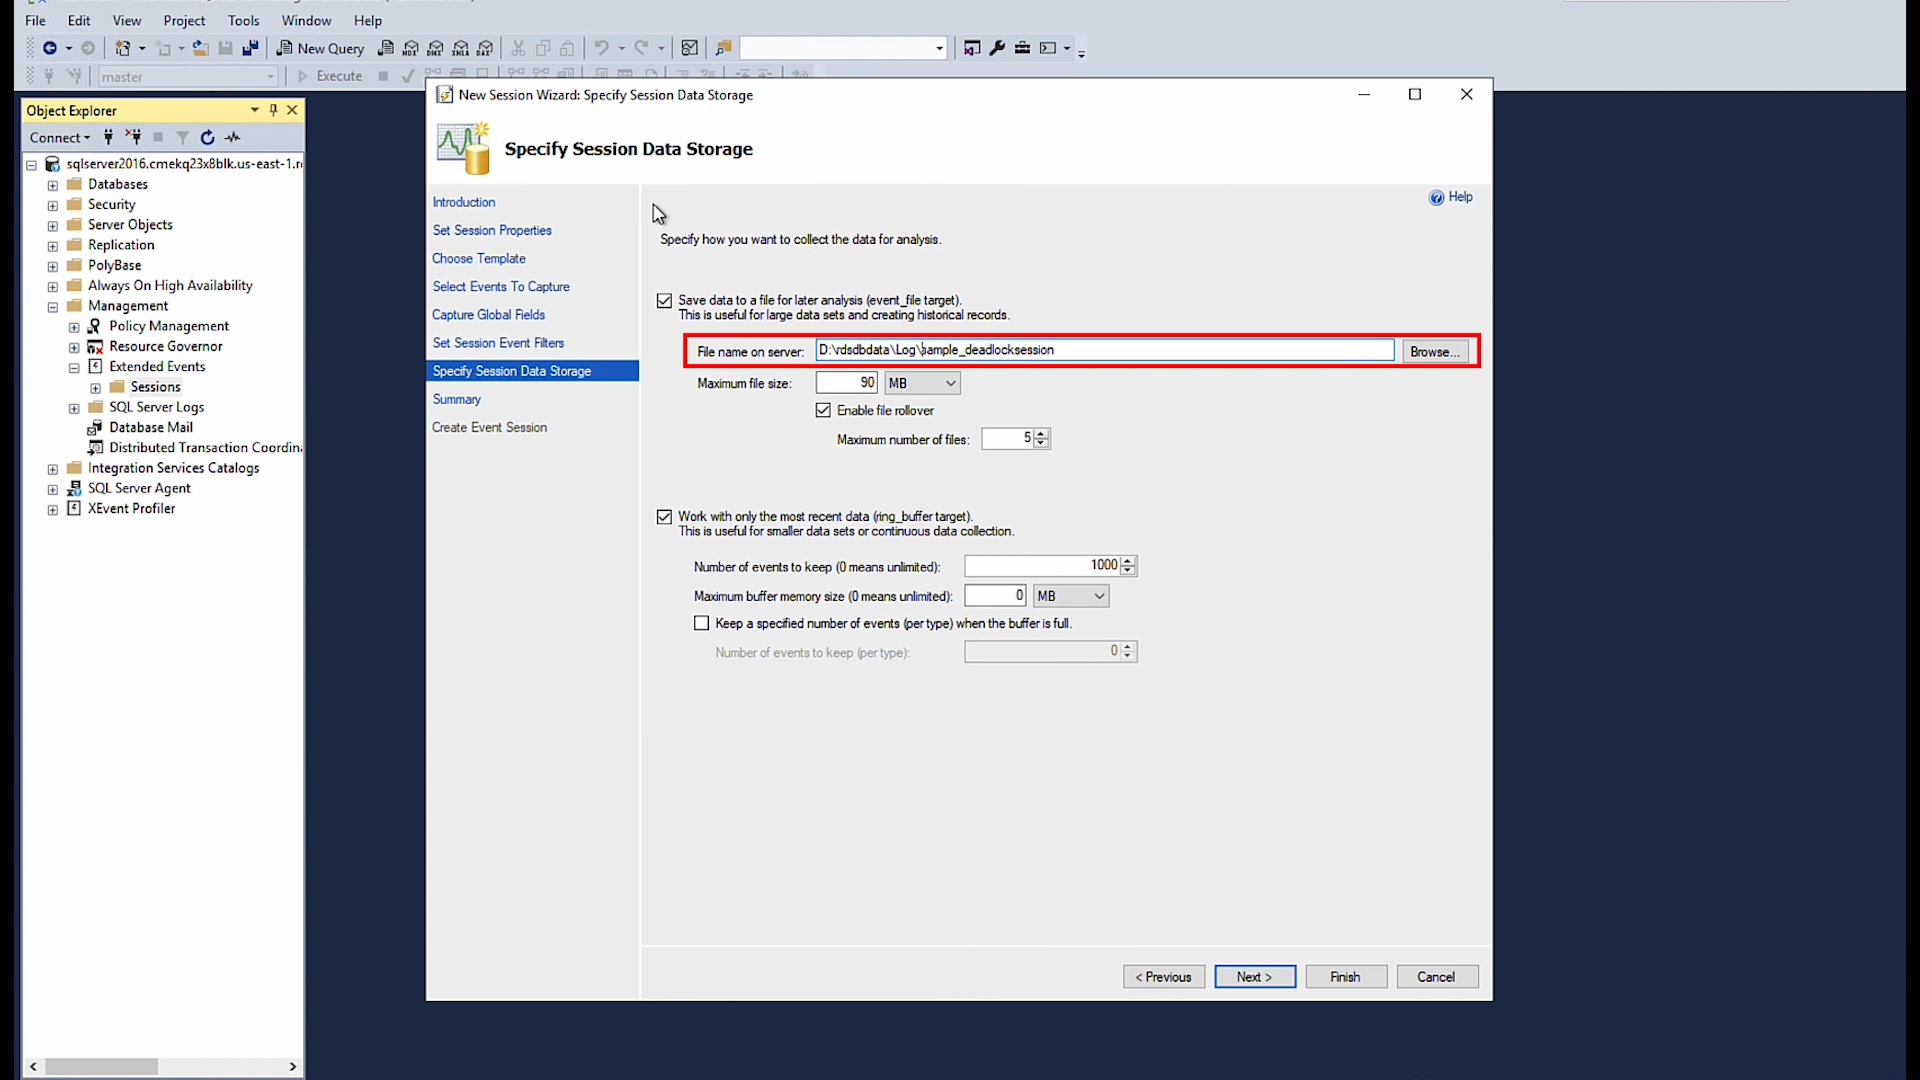 File Edit View Project Tools Window Help
New Query MDX DMX XMLA DAX
master Execute
Object Explorer
Connect
sqlserver2016.cmekq23x8blk.us-east-1.r
Databases
Security
Server Objects
Replication
PolyBase
Always On High Availability
Management
Policy Management
Resource Governor
Extended Events
Sessions
SQL Server Logs
Database Mail
Distributed Transaction Coordin
Integration Services Catalogs
SQL Server Agent
XEvent Profiler
New Session Wizard: Specify Session Data Storage
Specify Session Data Storage
Introduction
Set Session Properties
Choose Template
Select Events To Capture
Capture Global Fields
Set Session Event Filters
Specify Session Data Storage
Summary
Create Event Session
Help
Specify how you want to collect the data for analysis.
Save data to a file for later analysis (event_file target).
This is useful for large data sets and creating historical records.
File name on server: D:\rdsdbdata\Log\sample_deadlocksession Browse...
Maximum file size: 90 MB
Enable file rollover
Maximum number of files: 5
Work with only the most recent data (ring_buffer target).
This is useful for smaller data sets or continuous data collection.
Number of events to keep (0 means unlimited): 1000
Maximum buffer memory size (0 means unlimited): 0 MB
Keep a specified number of events (per type) when the buffer is full.
Number of events to keep (per type): 0
< Previous Next > Finish Cancel